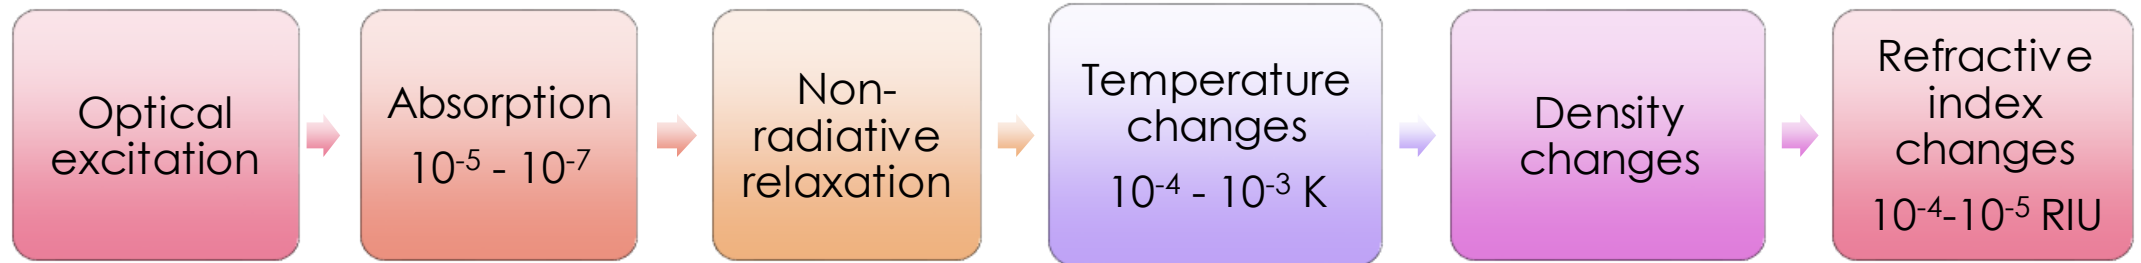 Optical
excitation
Absorption
10⁻⁵ - 10⁻⁷
Non-
radiative
relaxation
Temperature
changes
10⁻⁴ - 10⁻³ K
Density
changes
Refractive
index
changes
10⁻⁴-10⁻⁵ RIU